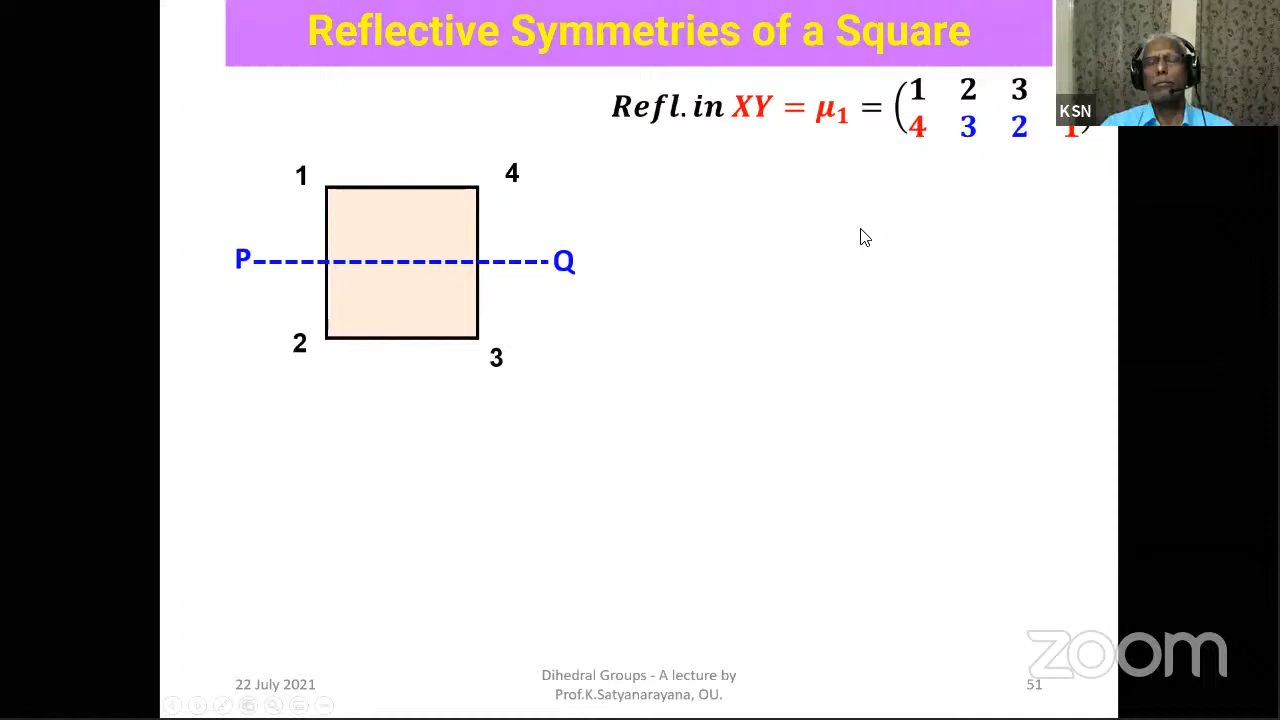 Reflective Symmetries of a Square
Refl. in XY = μ1 = (1 2 3
4 3 2 1)
KSN
1 4
P Q
2 3
zoom
22 July 2021
Dihedral Groups - A lecture by
Prof.K.Satyanarayana, OU.
51